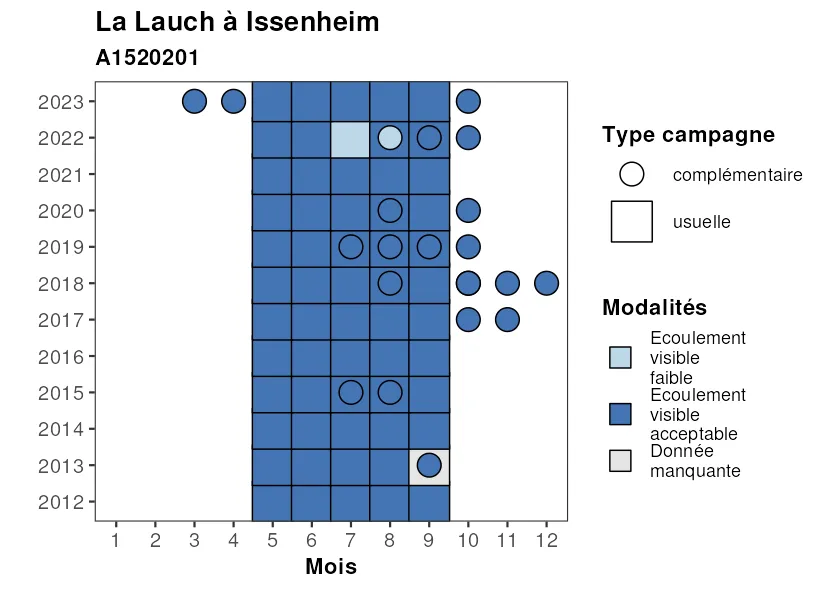 La Lauch à Issenheim
A1520201
2023
2022
2021
2020
2019
2018
2017
2016
2015
2014
2013
2012
1 2 3 4 5 6 7 8 9 10 11 12
Mois
Type campagne
complémentaire
usuelle
Modalités
Ecoulement
visible
faible
Ecoulement
visible
acceptable
Donnée
manquante